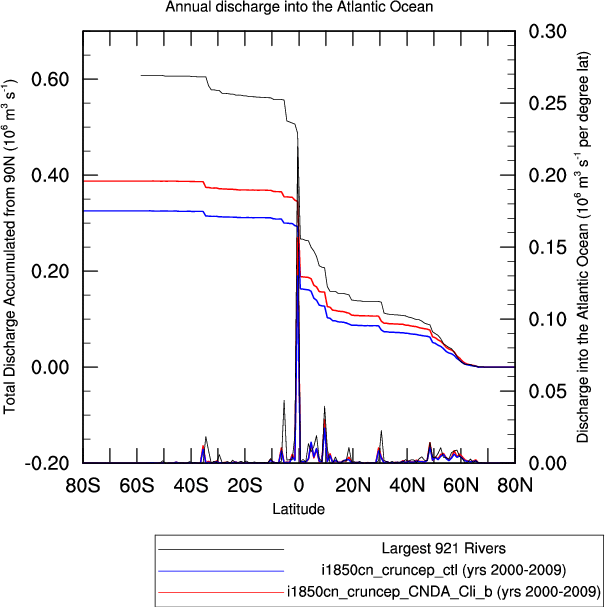 Annual discharge into the Atlantic Ocean
Total Discharge Accumulated from 90N (10⁶ m³ s⁻¹)
0.60
0.40
0.20
0.00
-0.20
0.30
0.25
0.20
0.15
0.10
0.05
0.00
Discharge into the Atlantic Ocean (10⁶ m³ s⁻¹ per degree lat)
80S 60S 40S 20S 0 20N 40N 60N 80N
Latitude
Largest 921 Rivers
i1850cn_cruncep_ctl (yrs 2000-2009)
i1850cn_cruncep_CNDA_Cli_b (yrs 2000-2009)